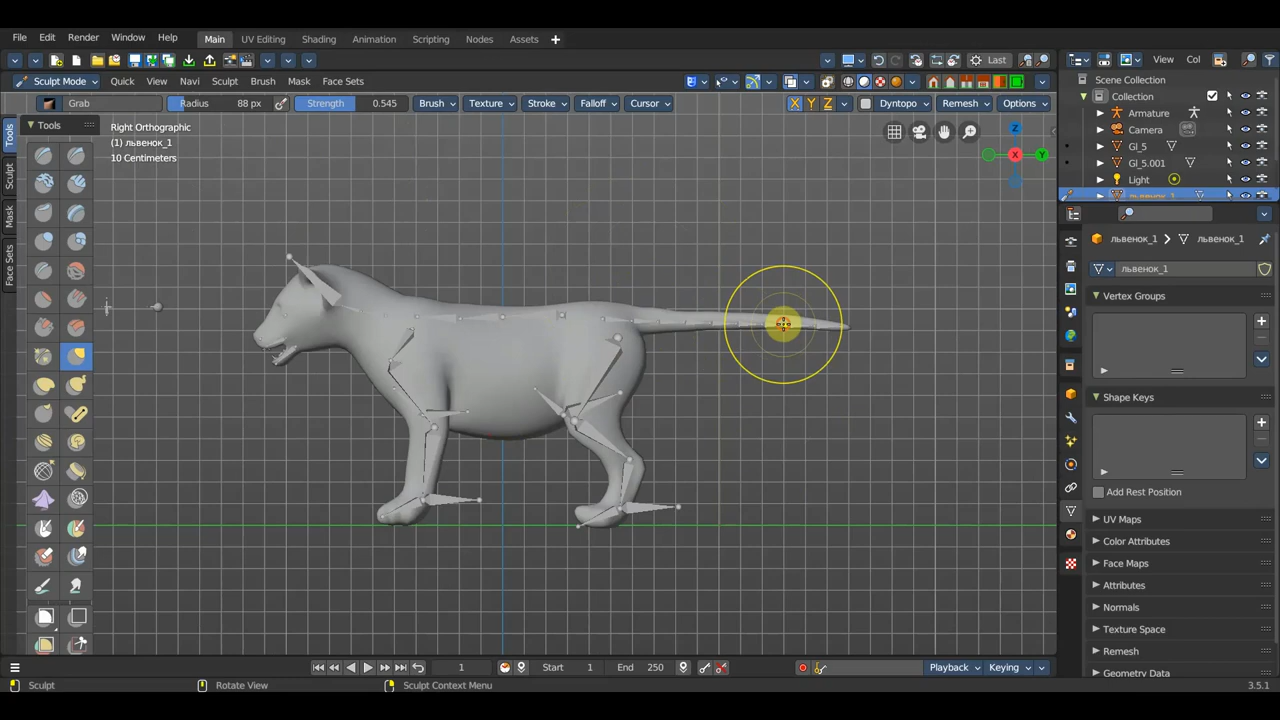 File Edit Render Window Help Main UV Editing Shading Animation Scripting Nodes Assets Last View Col
Sculpt Mode Quick View Navi Sculpt Brush Mask Face Sets
Grab Radius 88 px Strength 0.545 Brush Texture Stroke Falloff Cursor X Y Z Dyntopo Remesh Options
Scene Collection
Collection
Armature
Camera
Gl_5
Gl_5.001
Light
львенок_1
Tools
Tools
Sculpt
Mask
Face Sets
Right Orthographic
(1) львенок_1
10 Centimeters
Z
X
Y
львенок_1 львенок_1
львенок_1
Vertex Groups
Shape Keys
Add Rest Position
UV Maps
Color Attributes
Face Maps
Attributes
Normals
Texture Space
Remesh
Geometry Data
1 Start 1 End 250 Playback Keying
Sculpt Rotate View Sculpt Context Menu 3.5.1